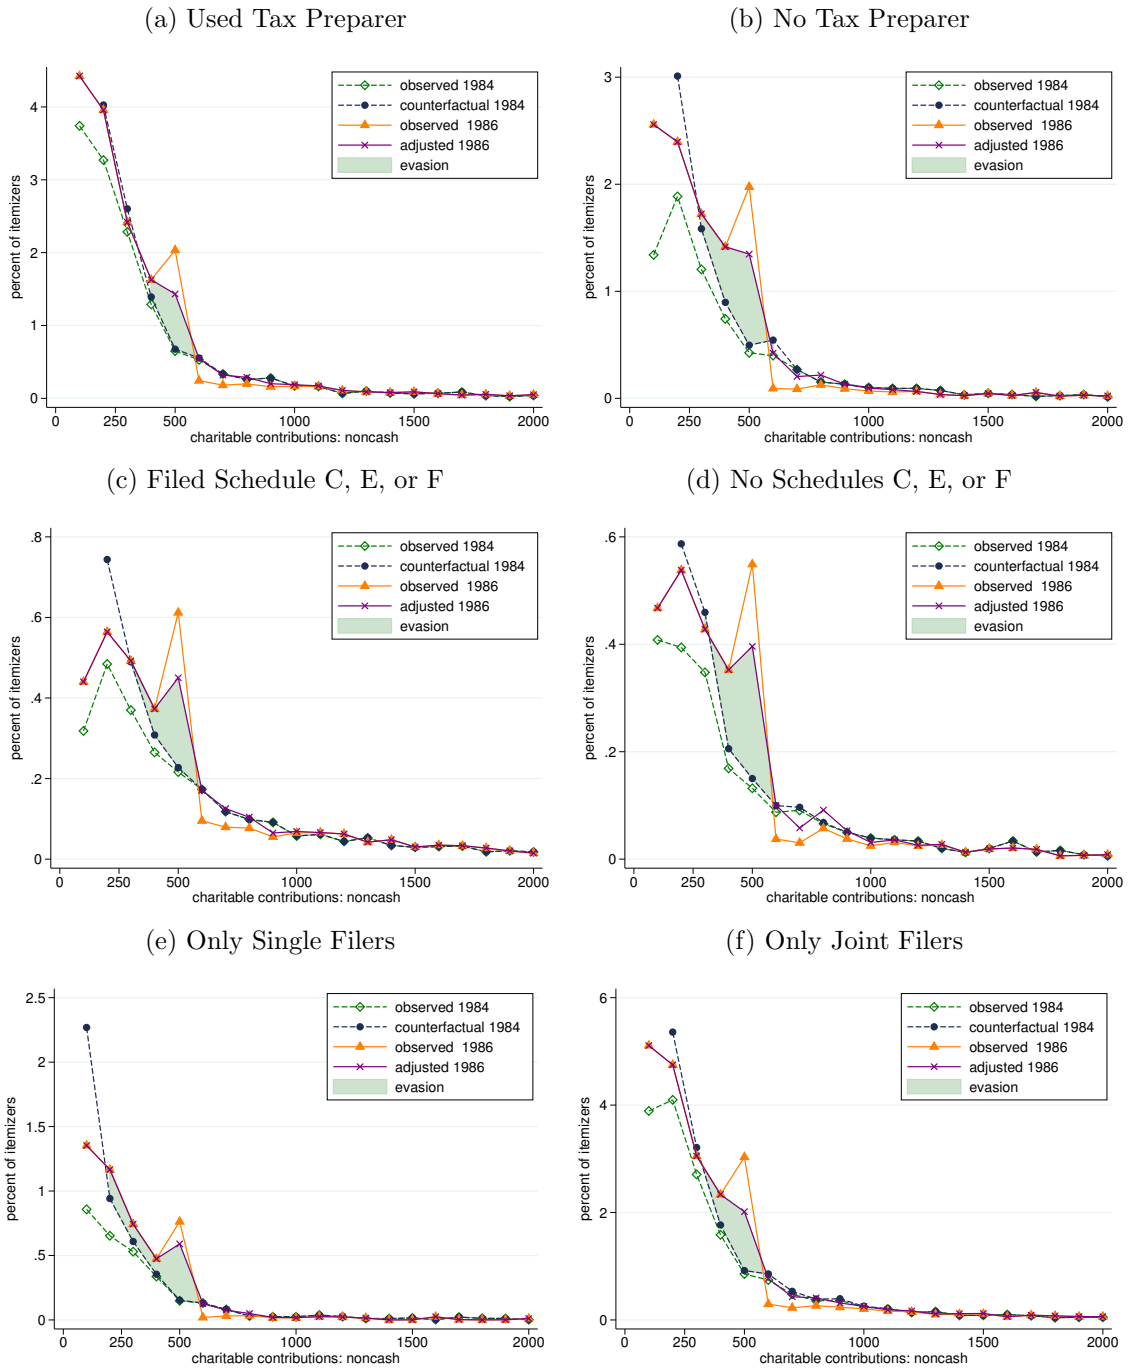 (a) Used Tax Preparer
percent of itemizers
4
3
2
1
0
observed 1984
counterfactual 1984
observed 1986
adjusted 1986
evasion
0 250 500 1000 1500 2000
charitable contributions: noncash
(b) No Tax Preparer
percent of itemizers
3
2
1
0
observed 1984
counterfactual 1984
observed 1986
adjusted 1986
evasion
0 250 500 1000 1500 2000
charitable contributions: noncash
(c) Filed Schedule C, E, or F
percent of itemizers
.8
.6
.4
.2
0
observed 1984
counterfactual 1984
observed 1986
adjusted 1986
evasion
0 250 500 1000 1500 2000
charitable contributions: noncash
(d) No Schedules C, E, or F
percent of itemizers
.6
.4
.2
0
observed 1984
counterfactual 1984
observed 1986
adjusted 1986
evasion
0 250 500 1000 1500 2000
charitable contributions: noncash
(e) Only Single Filers
percent of itemizers
2.5
2
1.5
1
.5
0
observed 1984
counterfactual 1984
observed 1986
adjusted 1986
evasion
0 250 500 1000 1500 2000
charitable contributions: noncash
(f) Only Joint Filers
percent of itemizers
6
4
2
0
observed 1984
counterfactual 1984
observed 1986
adjusted 1986
evasion
0 250 500 1000 1500 2000
charitable contributions: noncash